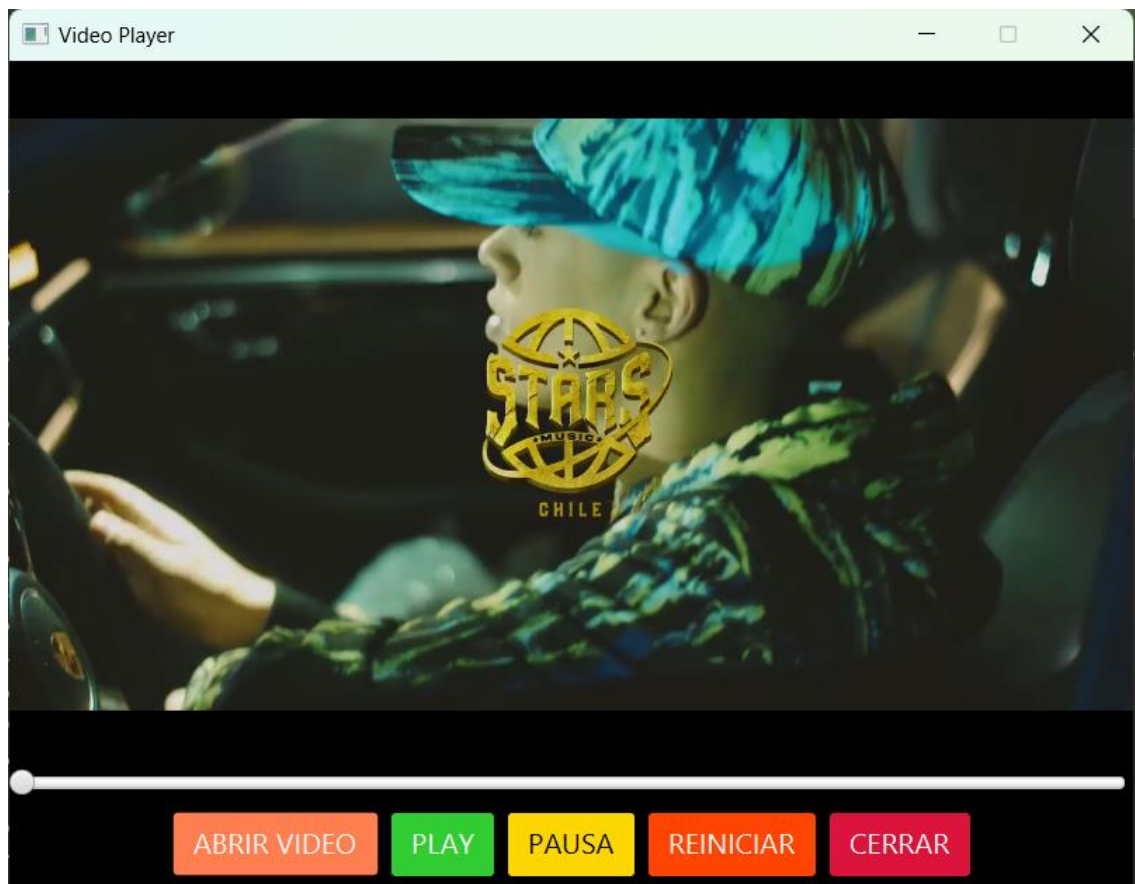 Video Player
STARS
MUSIC
CHILE
ABRIR VIDEO PLAY PAUSA REINICIAR CERRAR